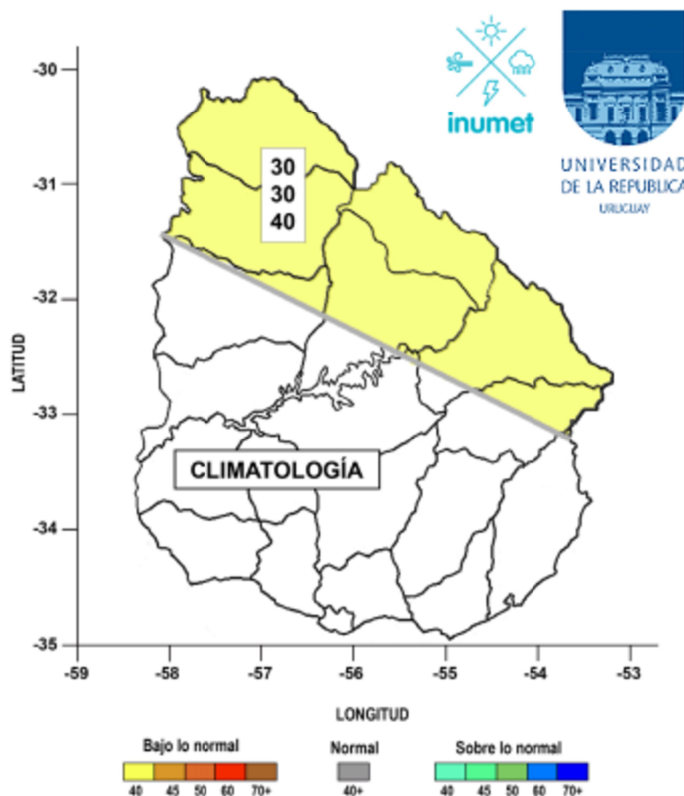 inumet
UNIVERSIDAD
DE LA REPUBLICA
URUGUAY
-30
-31
-32
-33
-34
-35
LATITUD
30
30
40
CLIMATOLOGÍA
-59 -58 -57 -56 -55 -54 -53
LONGITUD
Bajo lo normal Normal Sobre lo normal
40 45 50 60 70+ 40+ 40 45 50 60 70+